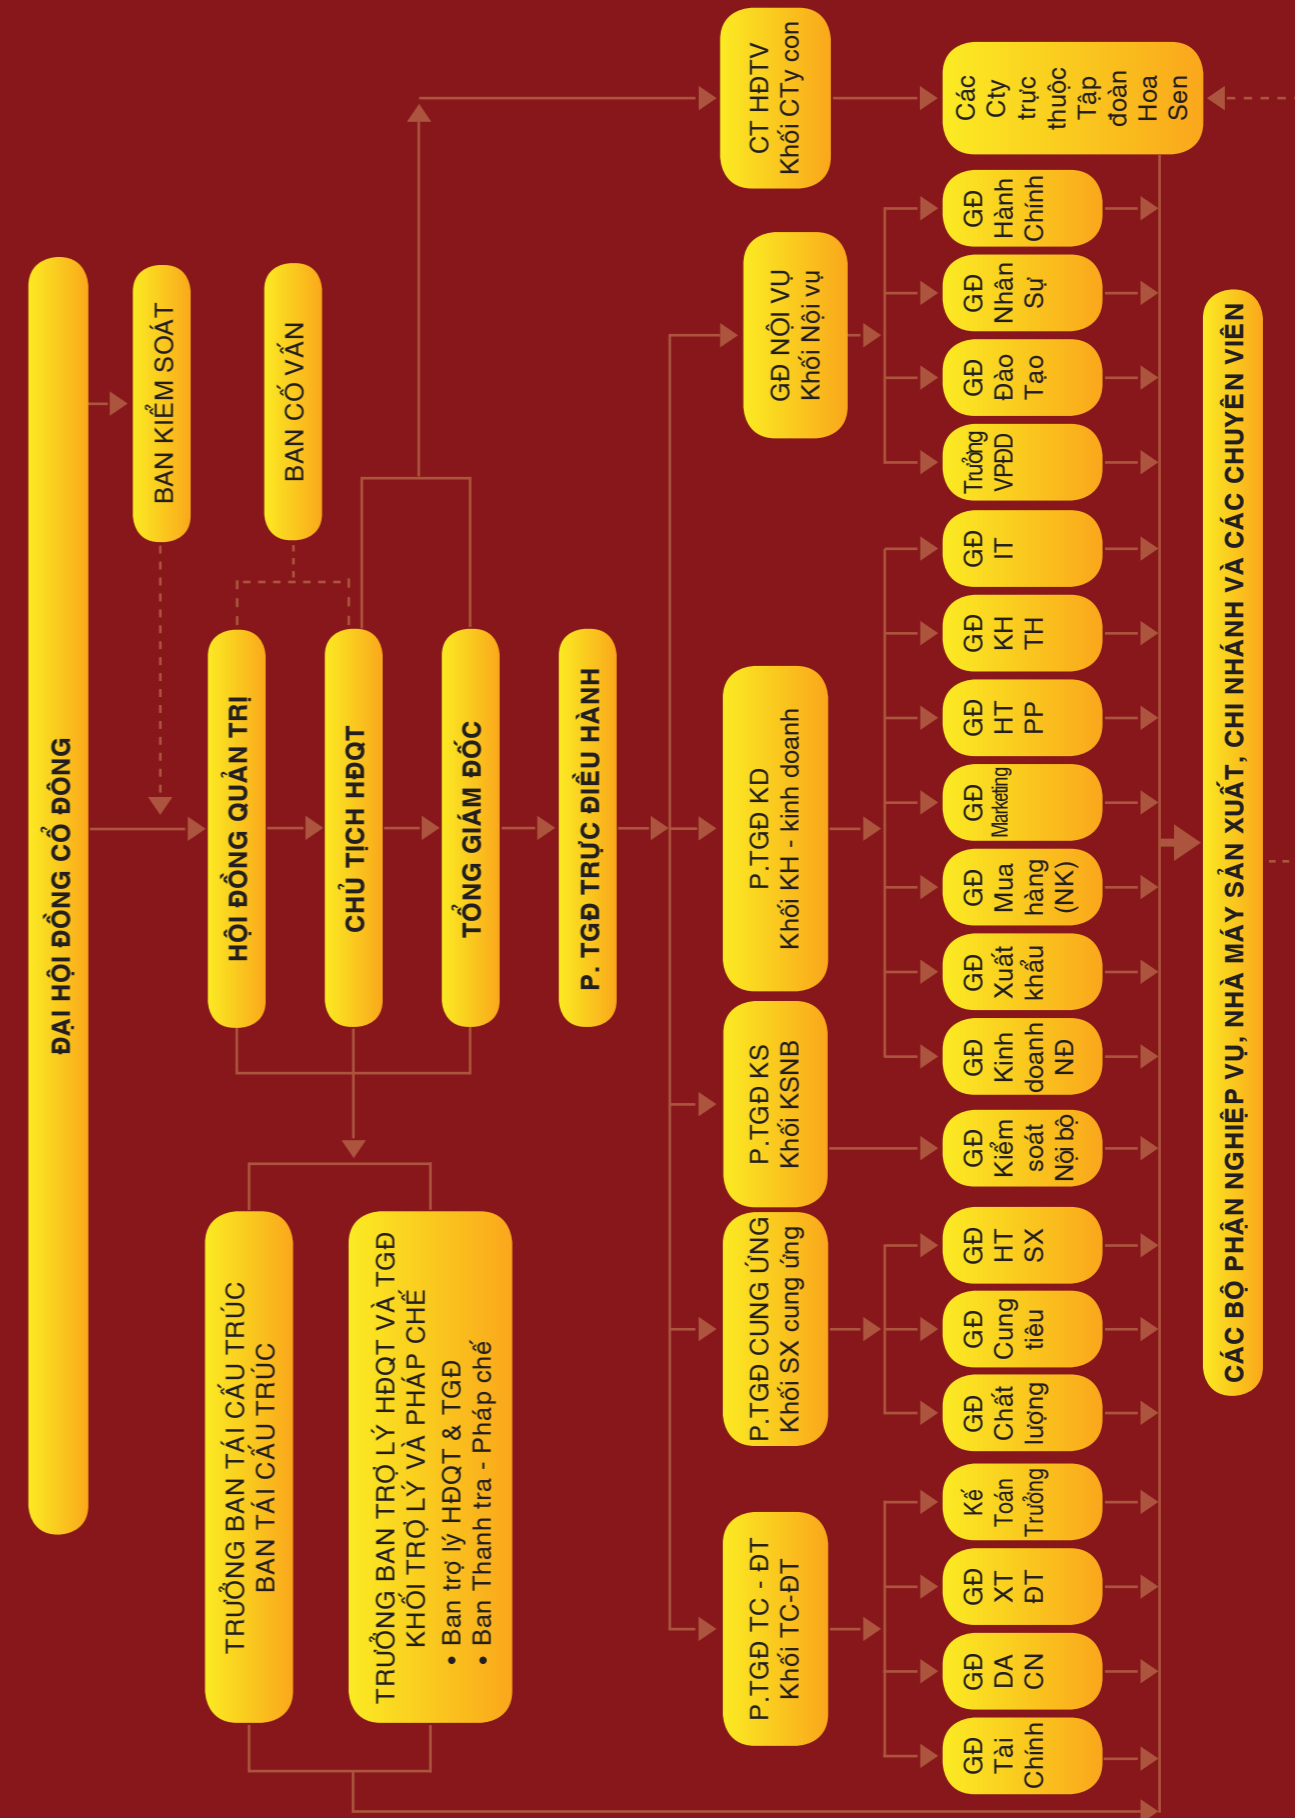 ĐẠI HỘI ĐỒNG CỔ ĐÔNG
BAN KIỂM SOÁT
BAN CỐ VẤN
HỘI ĐỒNG QUẢN TRỊ
CHỦ TỊCH HĐQT
TỔNG GIÁM ĐỐC
P. TGĐ TRỰC ĐIỀU HÀNH
TRƯỞNG BAN TÁI CẤU TRÚC
BAN TÁI CẤU TRÚC
TRƯỞNG BAN TRỢ LÝ HĐQT VÀ TGĐ
KHỐI TRỢ LÝ VÀ PHÁP CHẾ
• Ban trợ lý HĐQT & TGĐ
• Ban Thanh tra - Pháp chế
P.TGĐ TC - ĐT
Khối TC-ĐT
P.TGĐ CUNG ỨNG
Khối SX cung ứng
P.TGĐ KS
Khối KSNB
P.TGĐ KD
Khối KH - kinh doanh
GĐ NỘI VỤ
Khối Nội vụ
CT HĐTV
Khối CTy con
GĐ
Tài
Chính
GĐ
DA
CN
GĐ
XT
ĐT
Kế
Toán
Trưởng
GĐ
Chất
lượng
GĐ
Cung
tiêu
GĐ
HT
SX
GĐ
Kiểm
soát
Nội bộ
GĐ
Kinh
doanh
NĐ
GĐ
Xuất
khẩu
GĐ
Mua
hàng
(NK)
GĐ
Marketing
GĐ
HT
PP
GĐ
KH
TH
GĐ
IT
Trưởng
VPĐD
GĐ
Đào
Tạo
GĐ
Nhân
Sự
GĐ
Hành
Chính
Các
Cty
trực
thuộc
Tập
đoàn
Hoa
Sen
CÁC BỘ PHẬN NGHIỆP VỤ, NHÀ MÁY SẢN XUẤT, CHI NHÁNH VÀ CÁC CHUYÊN VIÊN